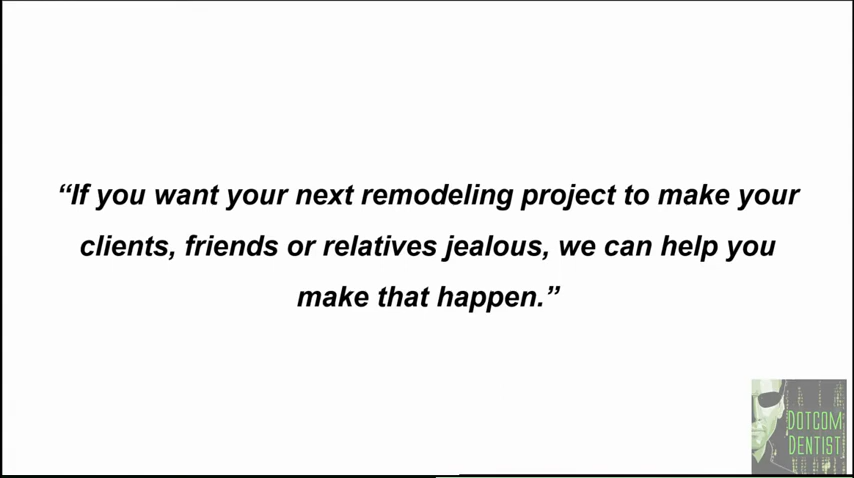 “If you want your next remodeling project to make your
clients, friends or relatives jealous, we can help you
make that happen.”
DOTCOM
DENTIST